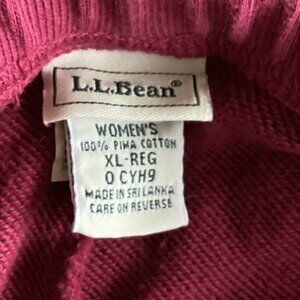 L.L.Bean®
WOMEN'S
100% PIMA COTTON
XL-REG
0 CYH9
MADE IN SRI LANKA
CARE ON REVERSE